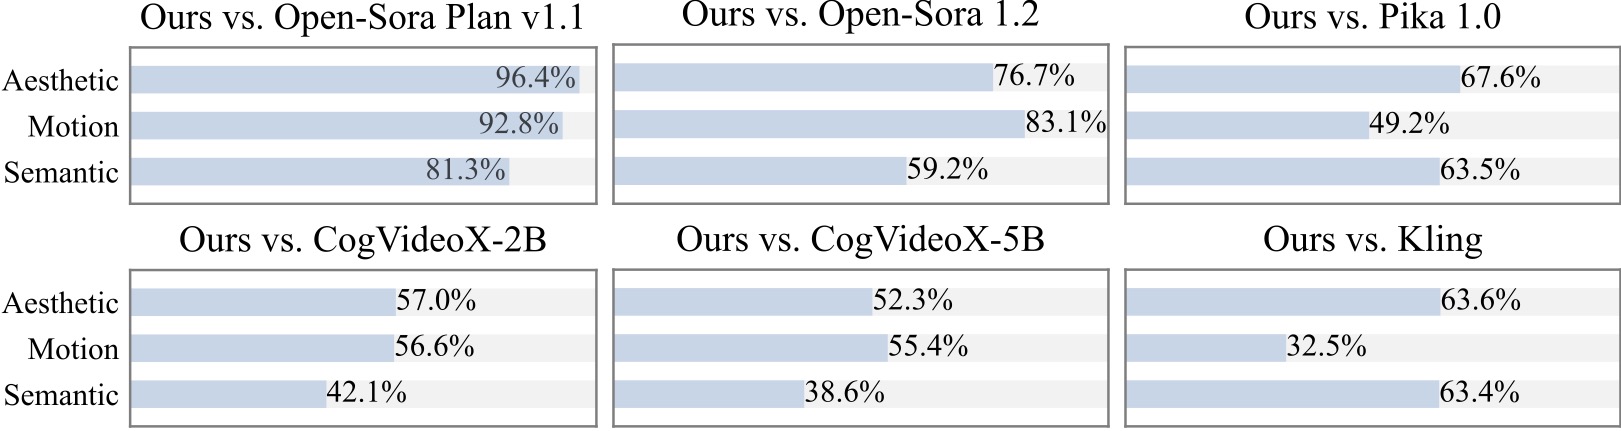 Ours vs. Open-Sora Plan v1.1 Ours vs. Open-Sora 1.2 Ours vs. Pika 1.0
Aesthetic 96.4% 76.7% 67.6%
Motion 92.8% 83.1% 49.2%
Semantic 81.3% 59.2% 63.5%
Ours vs. CogVideoX-2B Ours vs. CogVideoX-5B Ours vs. Kling
Aesthetic 57.0% 52.3% 63.6%
Motion 56.6% 55.4% 32.5%
Semantic 42.1% 38.6% 63.4%